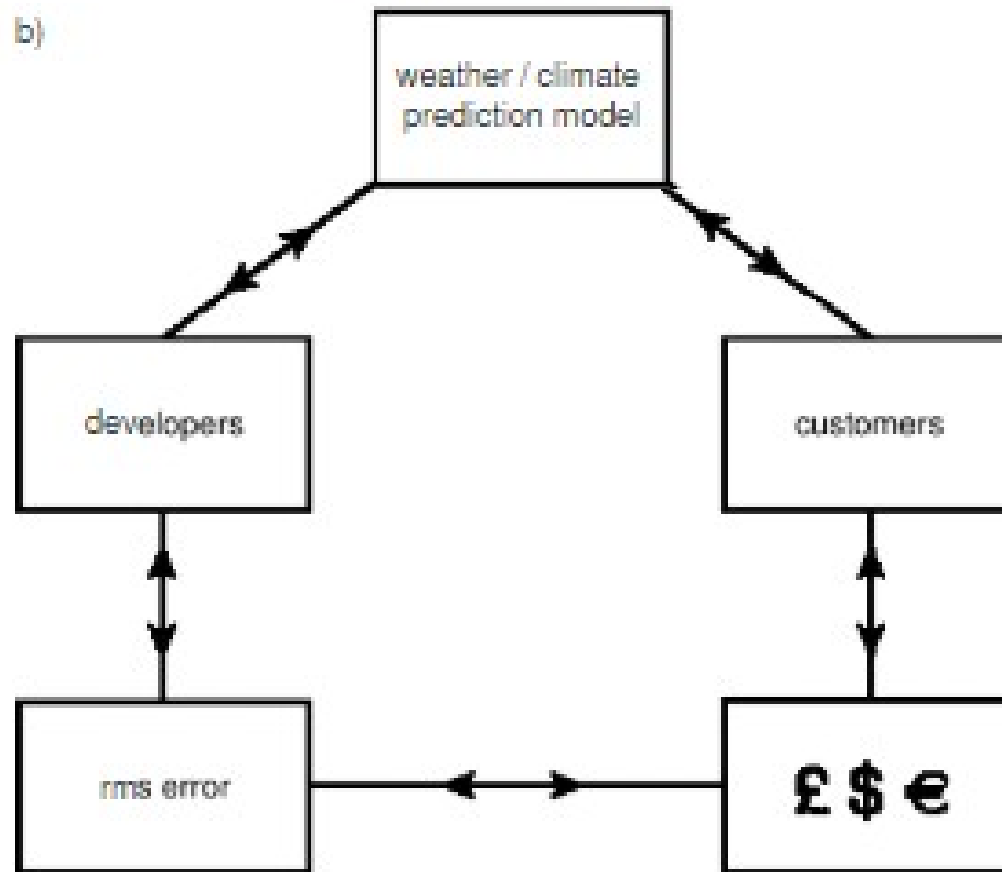 b)
weather / climate
prediction model
developers
customers
rms error
£ $ €